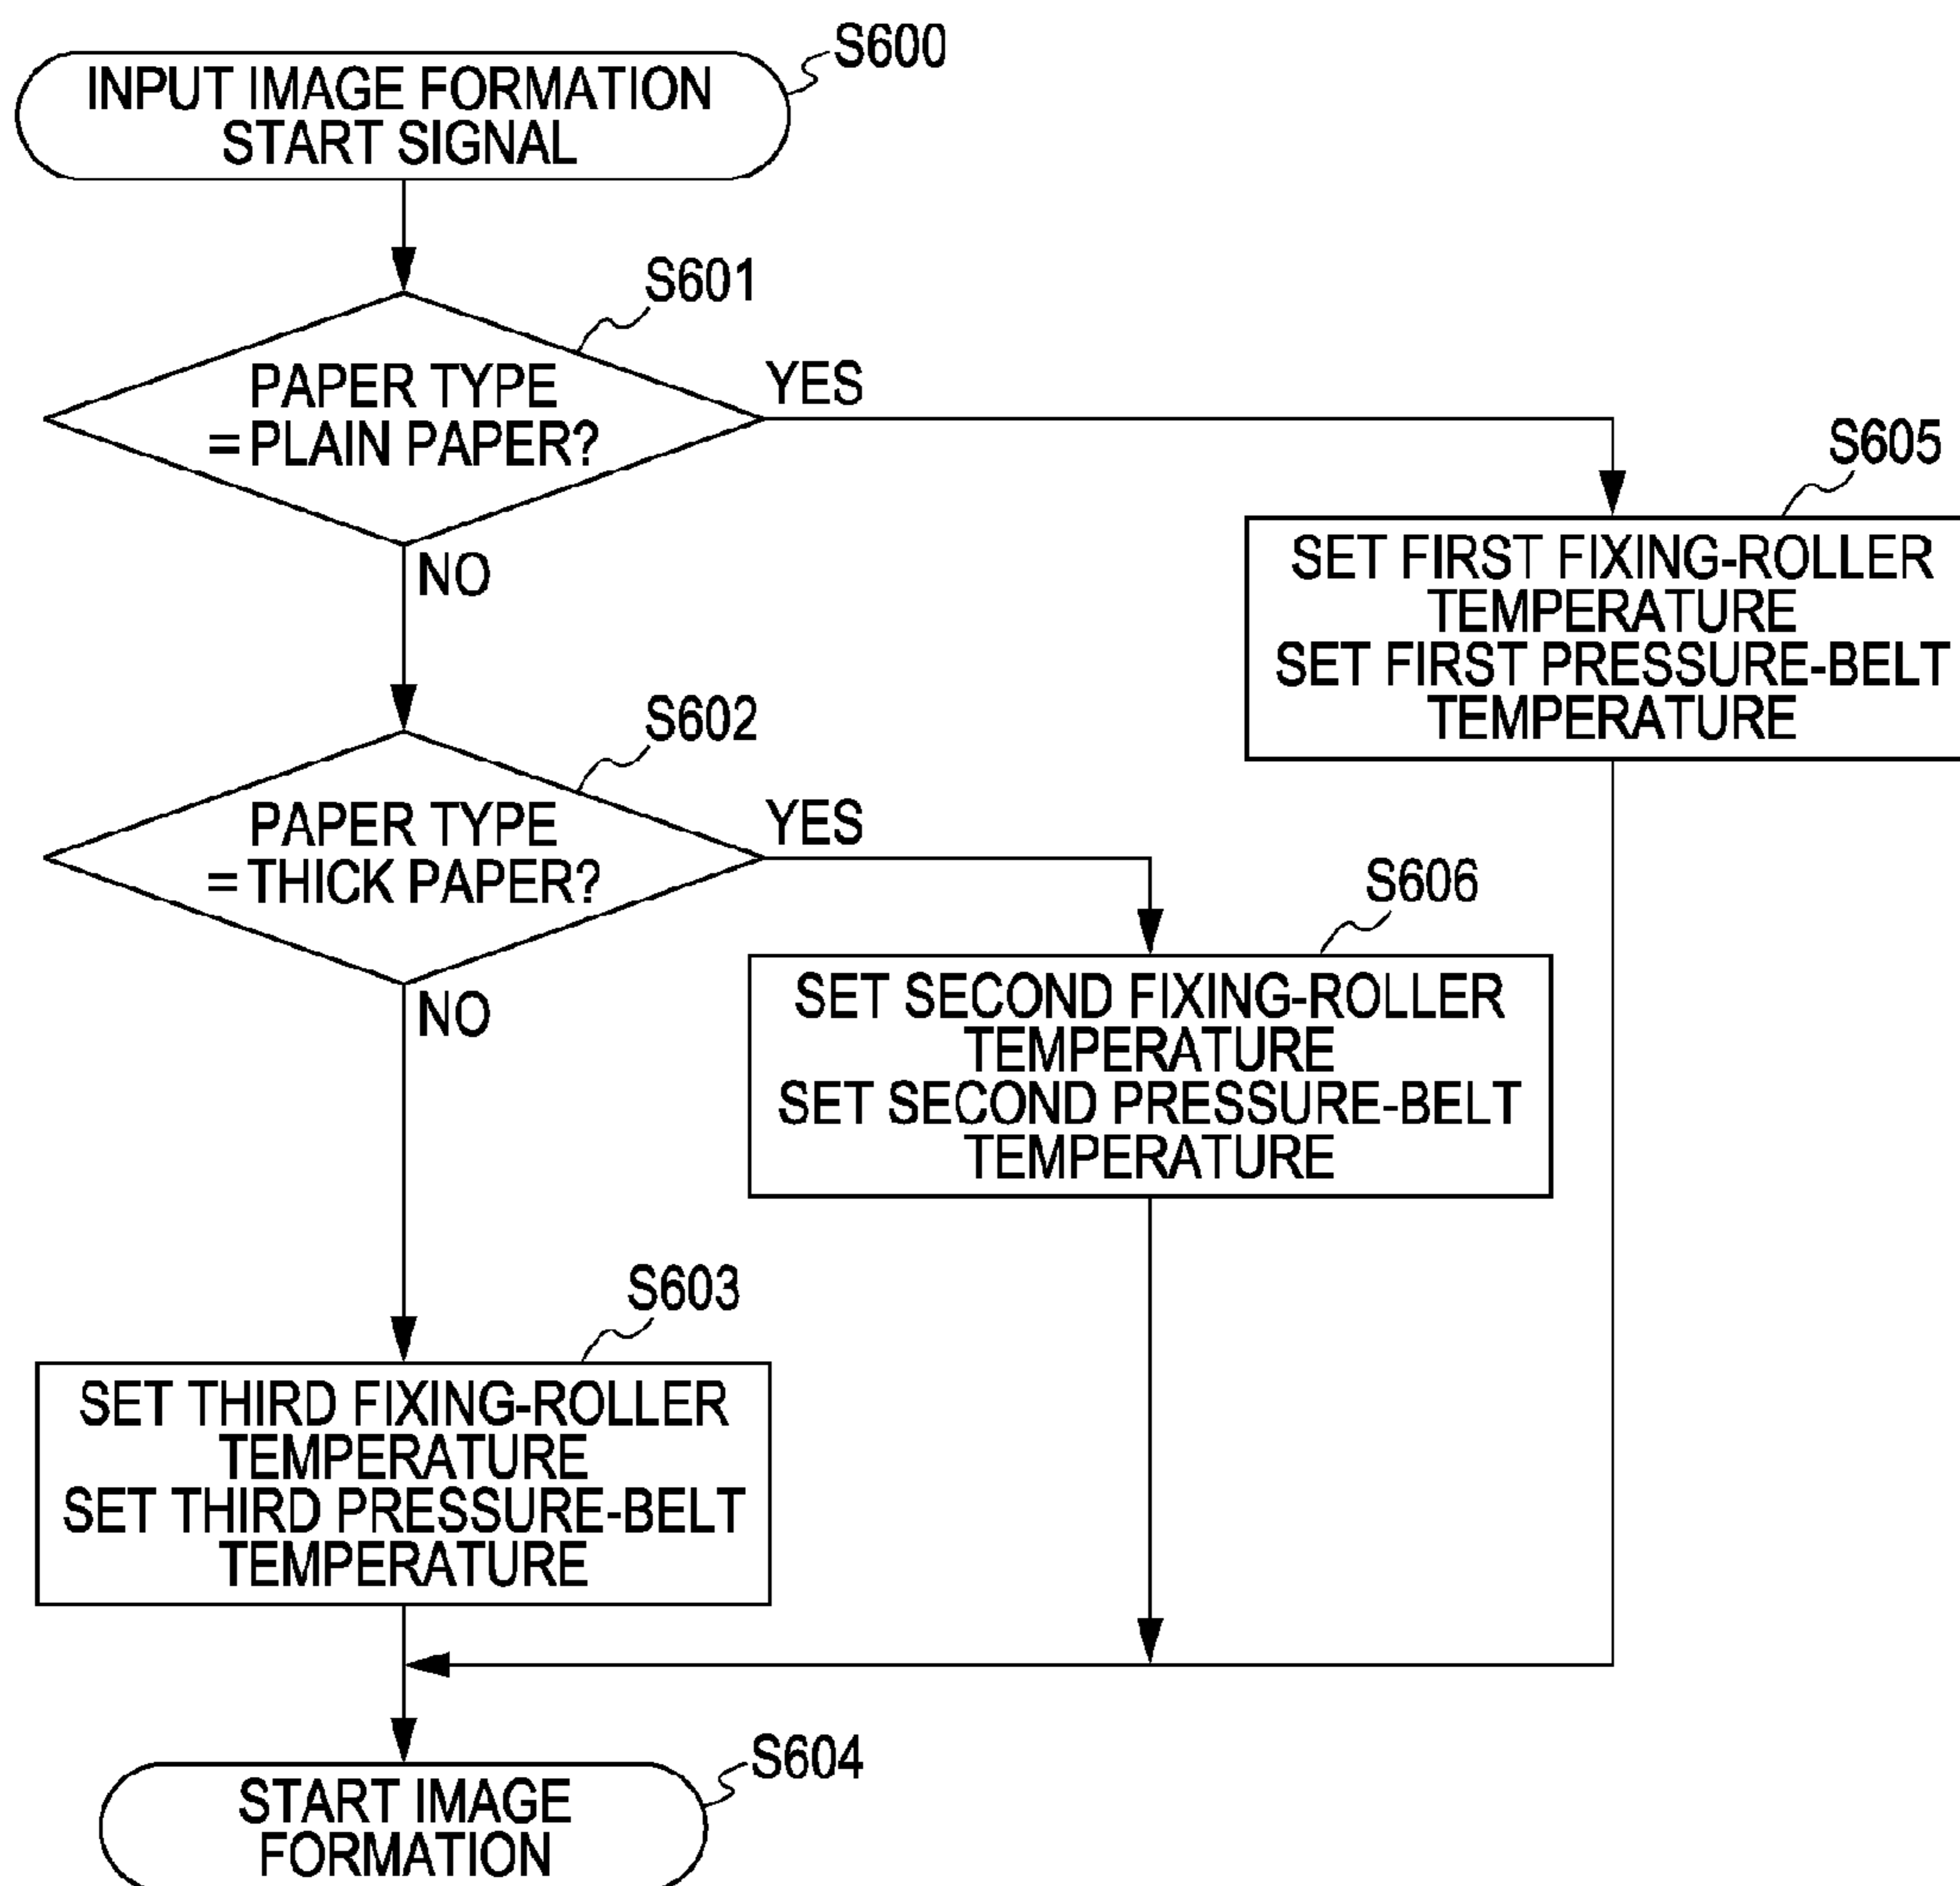 S600
INPUT IMAGE FORMATION
START SIGNAL
S601
PAPER TYPE
= PLAIN PAPER?
YES
NO
S605
SET FIRST FIXING-ROLLER
TEMPERATURE
SET FIRST PRESSURE-BELT
TEMPERATURE
S602
PAPER TYPE
= THICK PAPER?
YES
NO
S606
SET SECOND FIXING-ROLLER
TEMPERATURE
SET SECOND PRESSURE-BELT
TEMPERATURE
S603
SET THIRD FIXING-ROLLER
TEMPERATURE
SET THIRD PRESSURE-BELT
TEMPERATURE
S604
START IMAGE
FORMATION